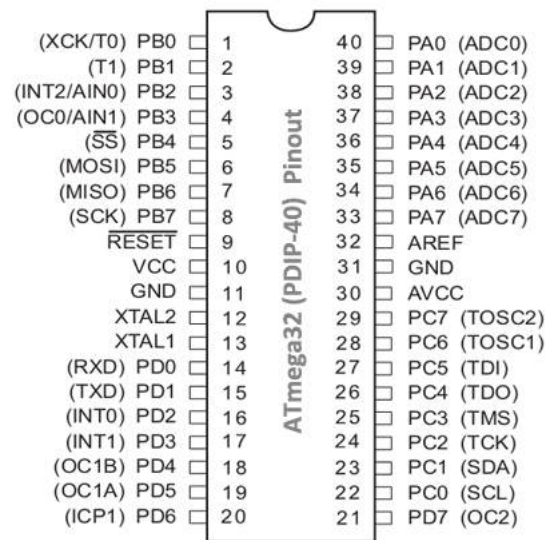 (XCK/T0) PB0 1 40 PA0 (ADC0)
(T1) PB1 2 39 PA1 (ADC1)
(INT2/AIN0) PB2 3 38 PA2 (ADC2)
(OC0/AIN1) PB3 4 37 PA3 (ADC3)
(SS) PB4 5 36 PA4 (ADC4)
(MOSI) PB5 6 35 PA5 (ADC5)
(MISO) PB6 7 34 PA6 (ADC6)
(SCK) PB7 8 33 PA7 (ADC7)
RESET 9 32 AREF
VCC 10 31 GND
GND 11 30 AVCC
XTAL2 12 29 PC7 (TOSC2)
XTAL1 13 28 PC6 (TOSC1)
(RXD) PD0 14 27 PC5 (TDI)
(TXD) PD1 15 26 PC4 (TDO)
(INT0) PD2 16 25 PC3 (TMS)
(INT1) PD3 17 24 PC2 (TCK)
(OC1B) PD4 18 23 PC1 (SDA)
(OC1A) PD5 19 22 PC0 (SCL)
(ICP1) PD6 20 21 PD7 (OC2)
ATmega32 (PDIP-40) Pinout